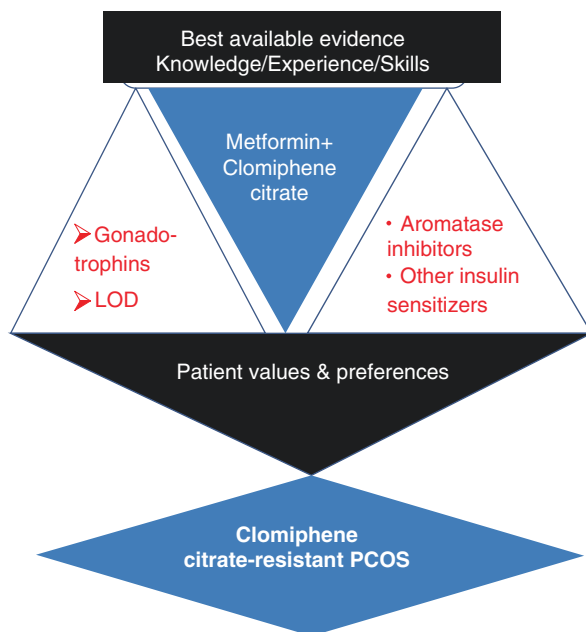 Best available evidence
Knowledge/Experience/Skills
Metformin+
Clomiphene
citrate
➢ Gonado-
trophins
➢ LOD
• Aromatase
inhibitors
• Other insulin
sensitizers
Patient values & preferences
Clomiphene
citrate-resistant PCOS